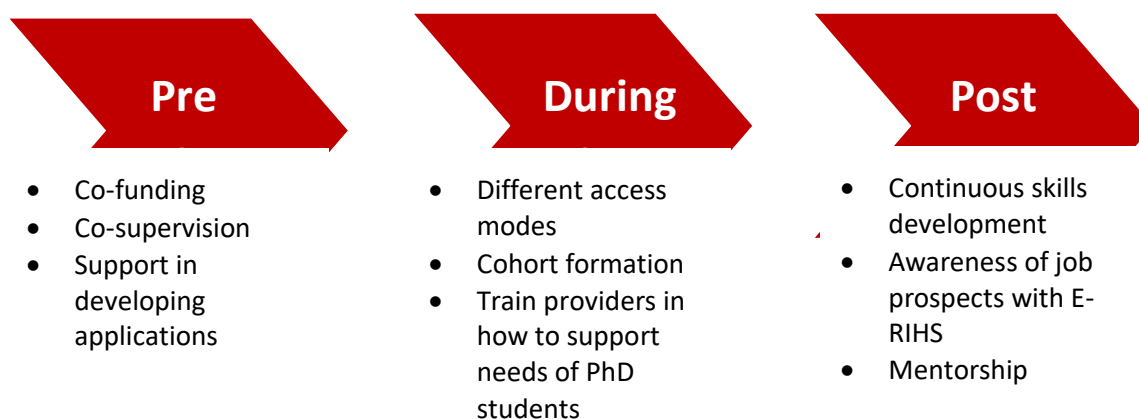 Pre
• Co-funding
• Co-supervision
• Support in
developing
applications
During
• Different access
modes
• Cohort formation
• Train providers in
how to support
needs of PhD
students
Post
• Continuous skills
development
• Awareness of job
prospects with E-
RIHS
• Mentorship